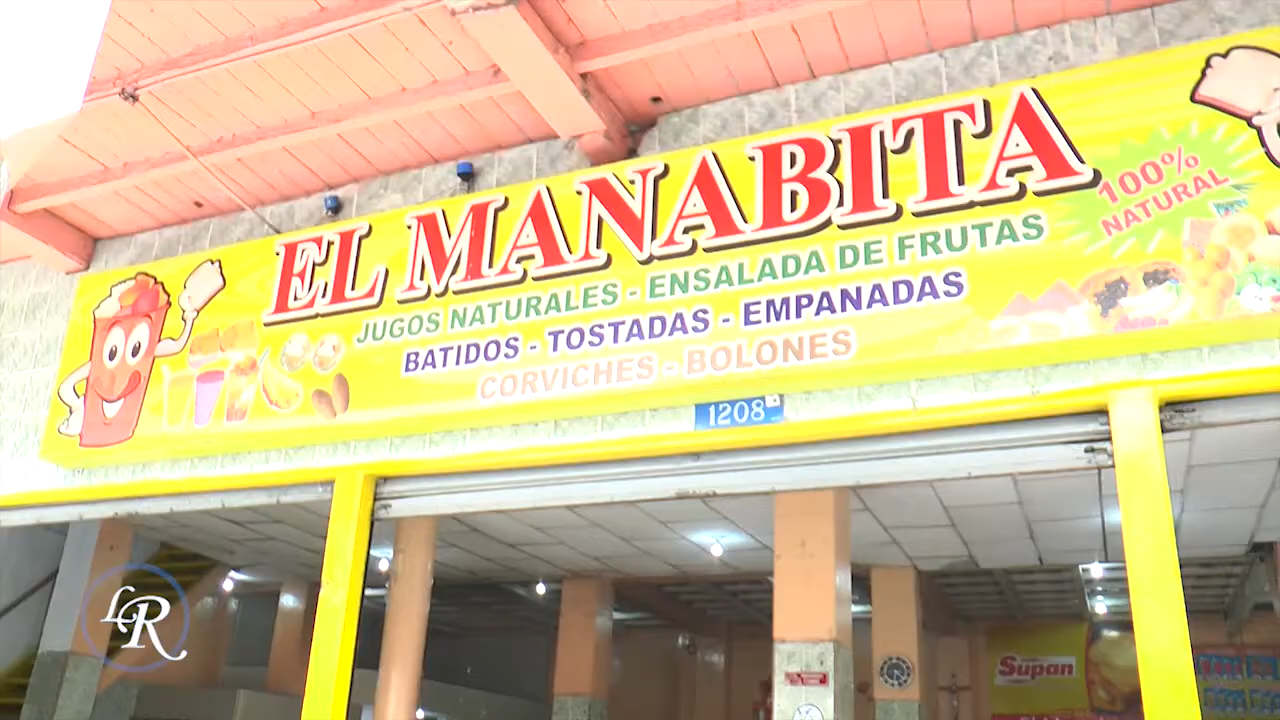 EL MANABITA
100%
NATURAL
JUGOS NATURALES - ENSALADA DE FRUTAS
BATIDOS - TOSTADAS - EMPANADAS
CORVICHES - BOLONES
1208
LR
Supan